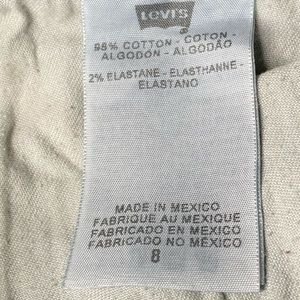 LEVI'S
®
98% COTTON - COTON -
ALGODÓN - ALGODÃO
2% ELASTANE - ELASTHANNE -
ELASTANO
MADE IN MEXICO
FABRIQUE AU MEXIQUE
FABRICADO EN MEXICO
FABRICADO NO MÉXICO
8